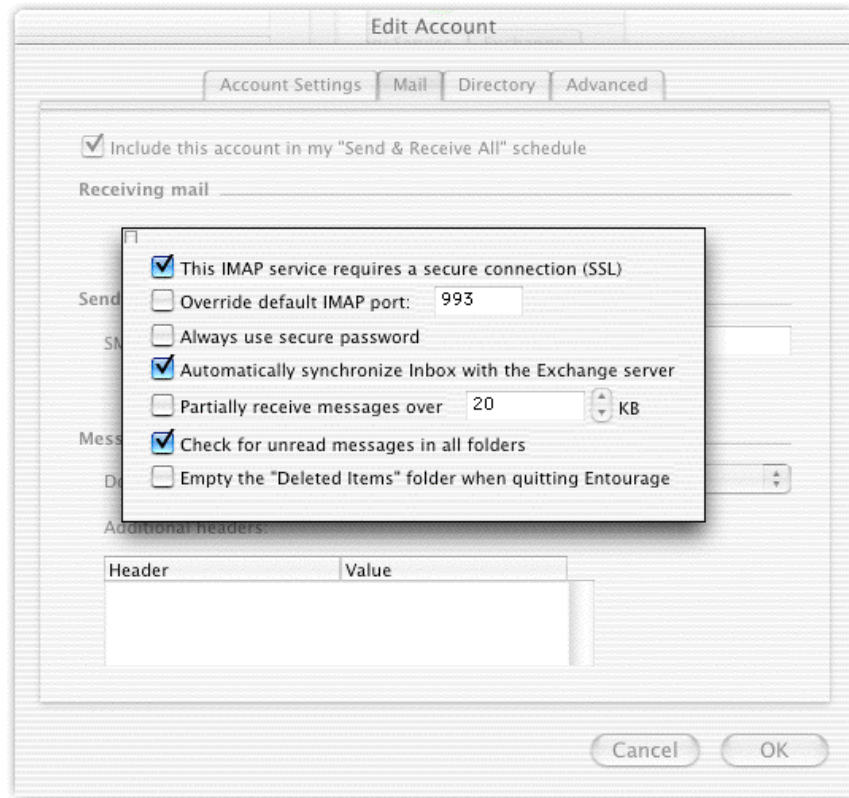 Edit Account
Account Settings Mail Directory Advanced
Include this account in my "Send & Receive All" schedule
Receiving mail
This IMAP service requires a secure connection (SSL)
Send
Override default IMAP port: 993
Always use secure password
SM
Automatically synchronize Inbox with the Exchange server
Partially receive messages over 20 KB
Mess
Check for unread messages in all folders
Empty the "Deleted Items" folder when quitting Entourage
Additional headers:
Header Value
Cancel OK